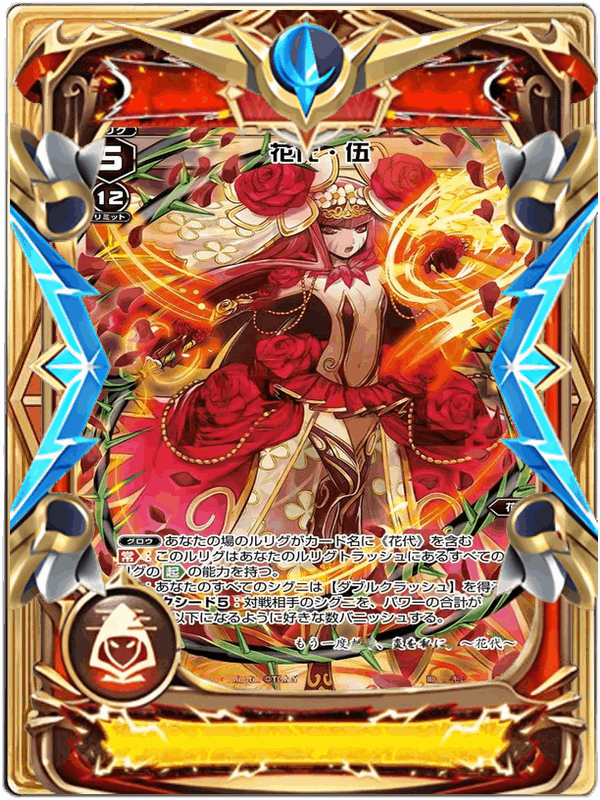 花代・伍
5
12
リミット
グロウ あなたの場のルリグがカード名に《花代》を含む
常：このルリグはあなたのルリグトラッシュにあるすべての
グの 起 の能力を持つ。
：あなたのすべてのシグニは【ダブルクラッシュ】を得
シード5：対戦相手のシグニを、パワーの合計が
以下になるように好きな数バニッシュする。
もう一度 ～花代～